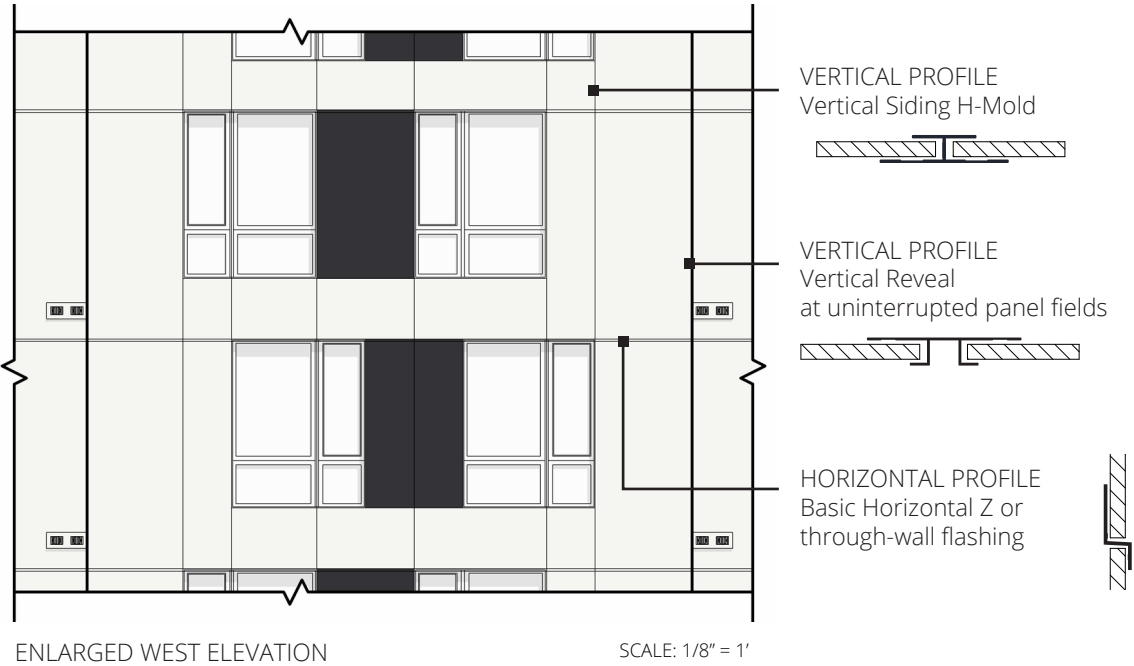 VERTICAL PROFILE
Vertical Siding H-Mold
VERTICAL PROFILE
Vertical Reveal
at uninterrupted panel fields
HORIZONTAL PROFILE
Basic Horizontal Z or
through-wall flashing
ENLARGED WEST ELEVATION
SCALE: 1/8” = 1’